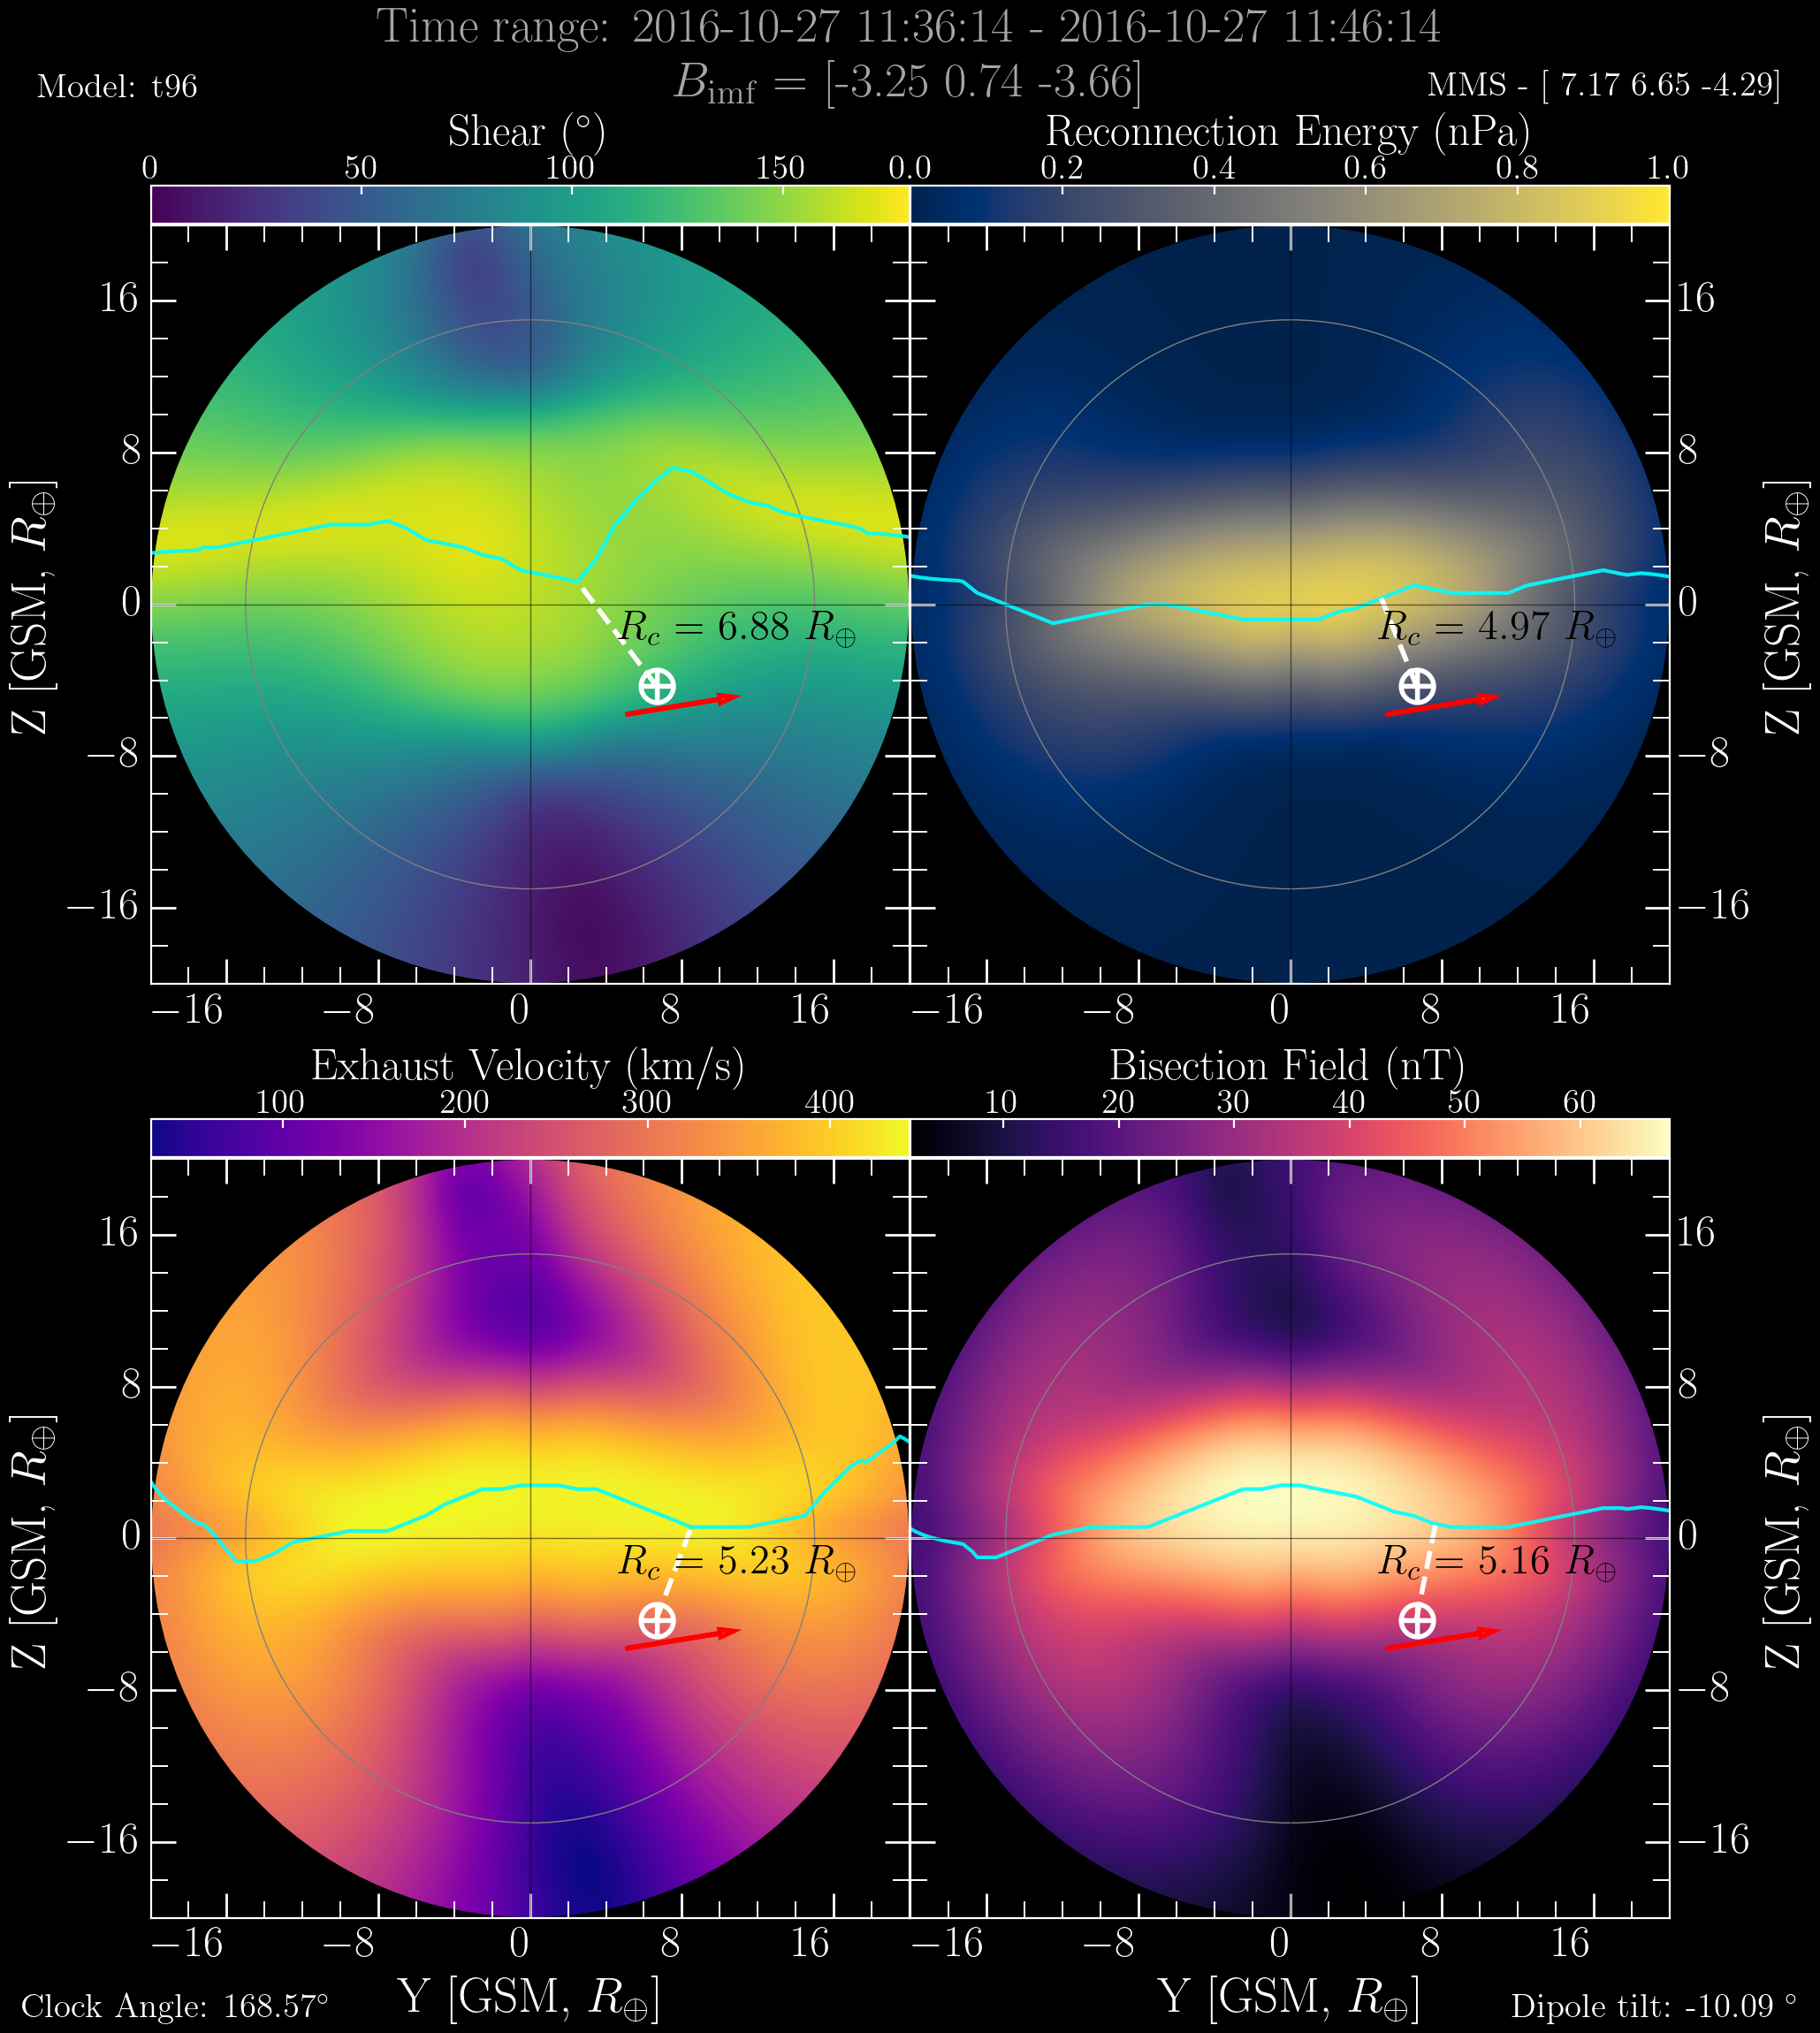 Time range: 2016-10-27 11:36:14 - 2016-10-27 11:46:14
Model: t96
B_imf = [-3.25 0.74 -3.66]
MMS - [ 7.17 6.65 -4.29]
Shear (°)
Reconnection Energy (nPa)
0 50 100 150 0.0 0.2 0.4 0.6 0.8 1.0
16 16
8 8
Z [GSM, R⊕]
0 0
Z [GSM, R⊕]
R_c = 6.88 R⊕
R_c = 4.97 R⊕
−8 −8
−16 −16
−16 −8 0 8 16 −16 −8 0 8 16
Exhaust Velocity (km/s)
Bisection Field (nT)
100 200 300 400 10 20 30 40 50 60
16 16
8 8
Z [GSM, R⊕]
0 0
Z [GSM, R⊕]
R_c = 5.23 R⊕
R_c = 5.16 R⊕
−8 −8
−16 −16
−16 −8 0 8 16 −16 −8 0 8 16
Y [GSM, R⊕]
Y [GSM, R⊕]
Clock Angle: 168.57°
Dipole tilt: -10.09 °